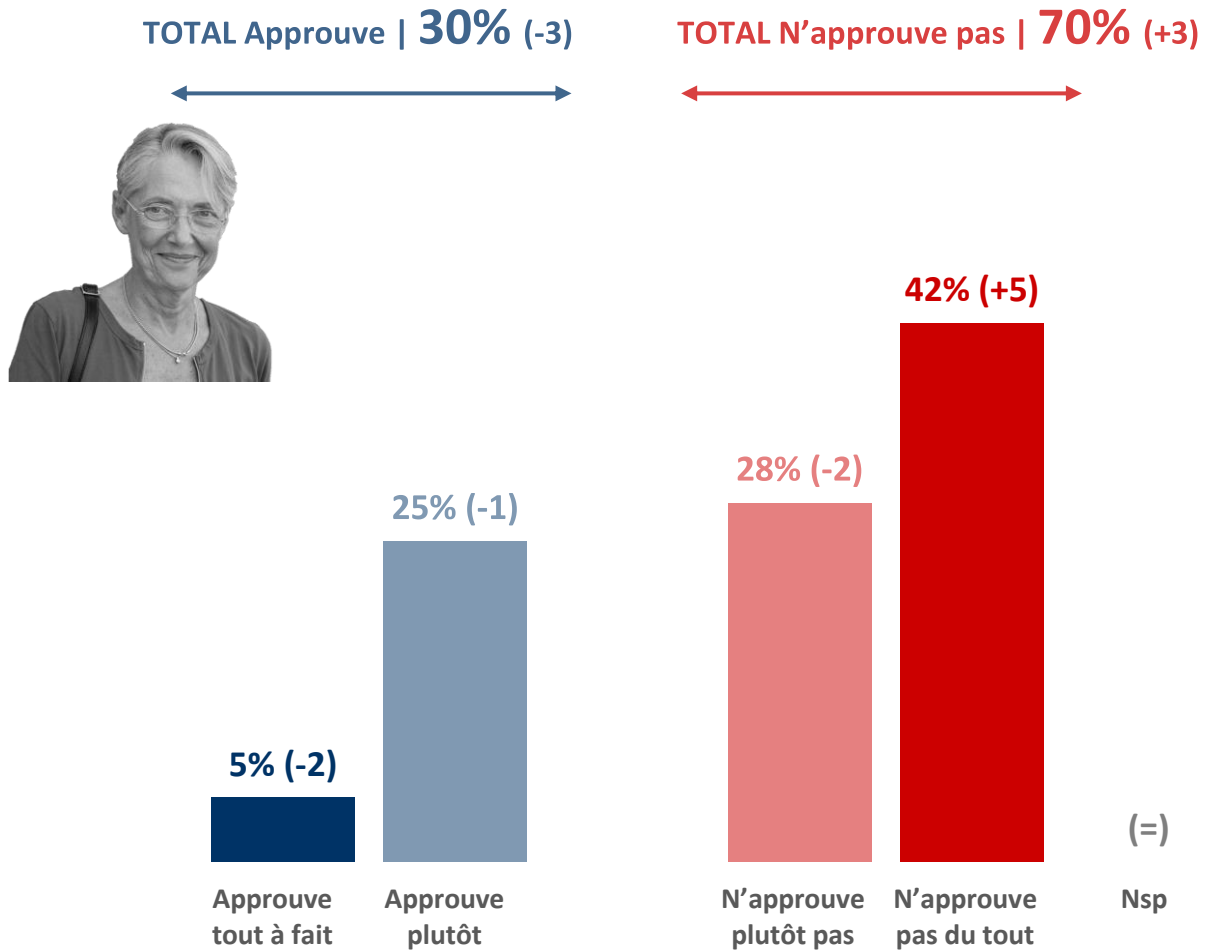 TOTAL Approuve | 30% (-3)
TOTAL N’approuve pas | 70% (+3)
42% (+5)
28% (-2)
25% (-1)
5% (-2)
(=)
Approuve
tout à fait
Approuve
plutôt
N’approuve
plutôt pas
N’approuve
pas du tout
Nsp